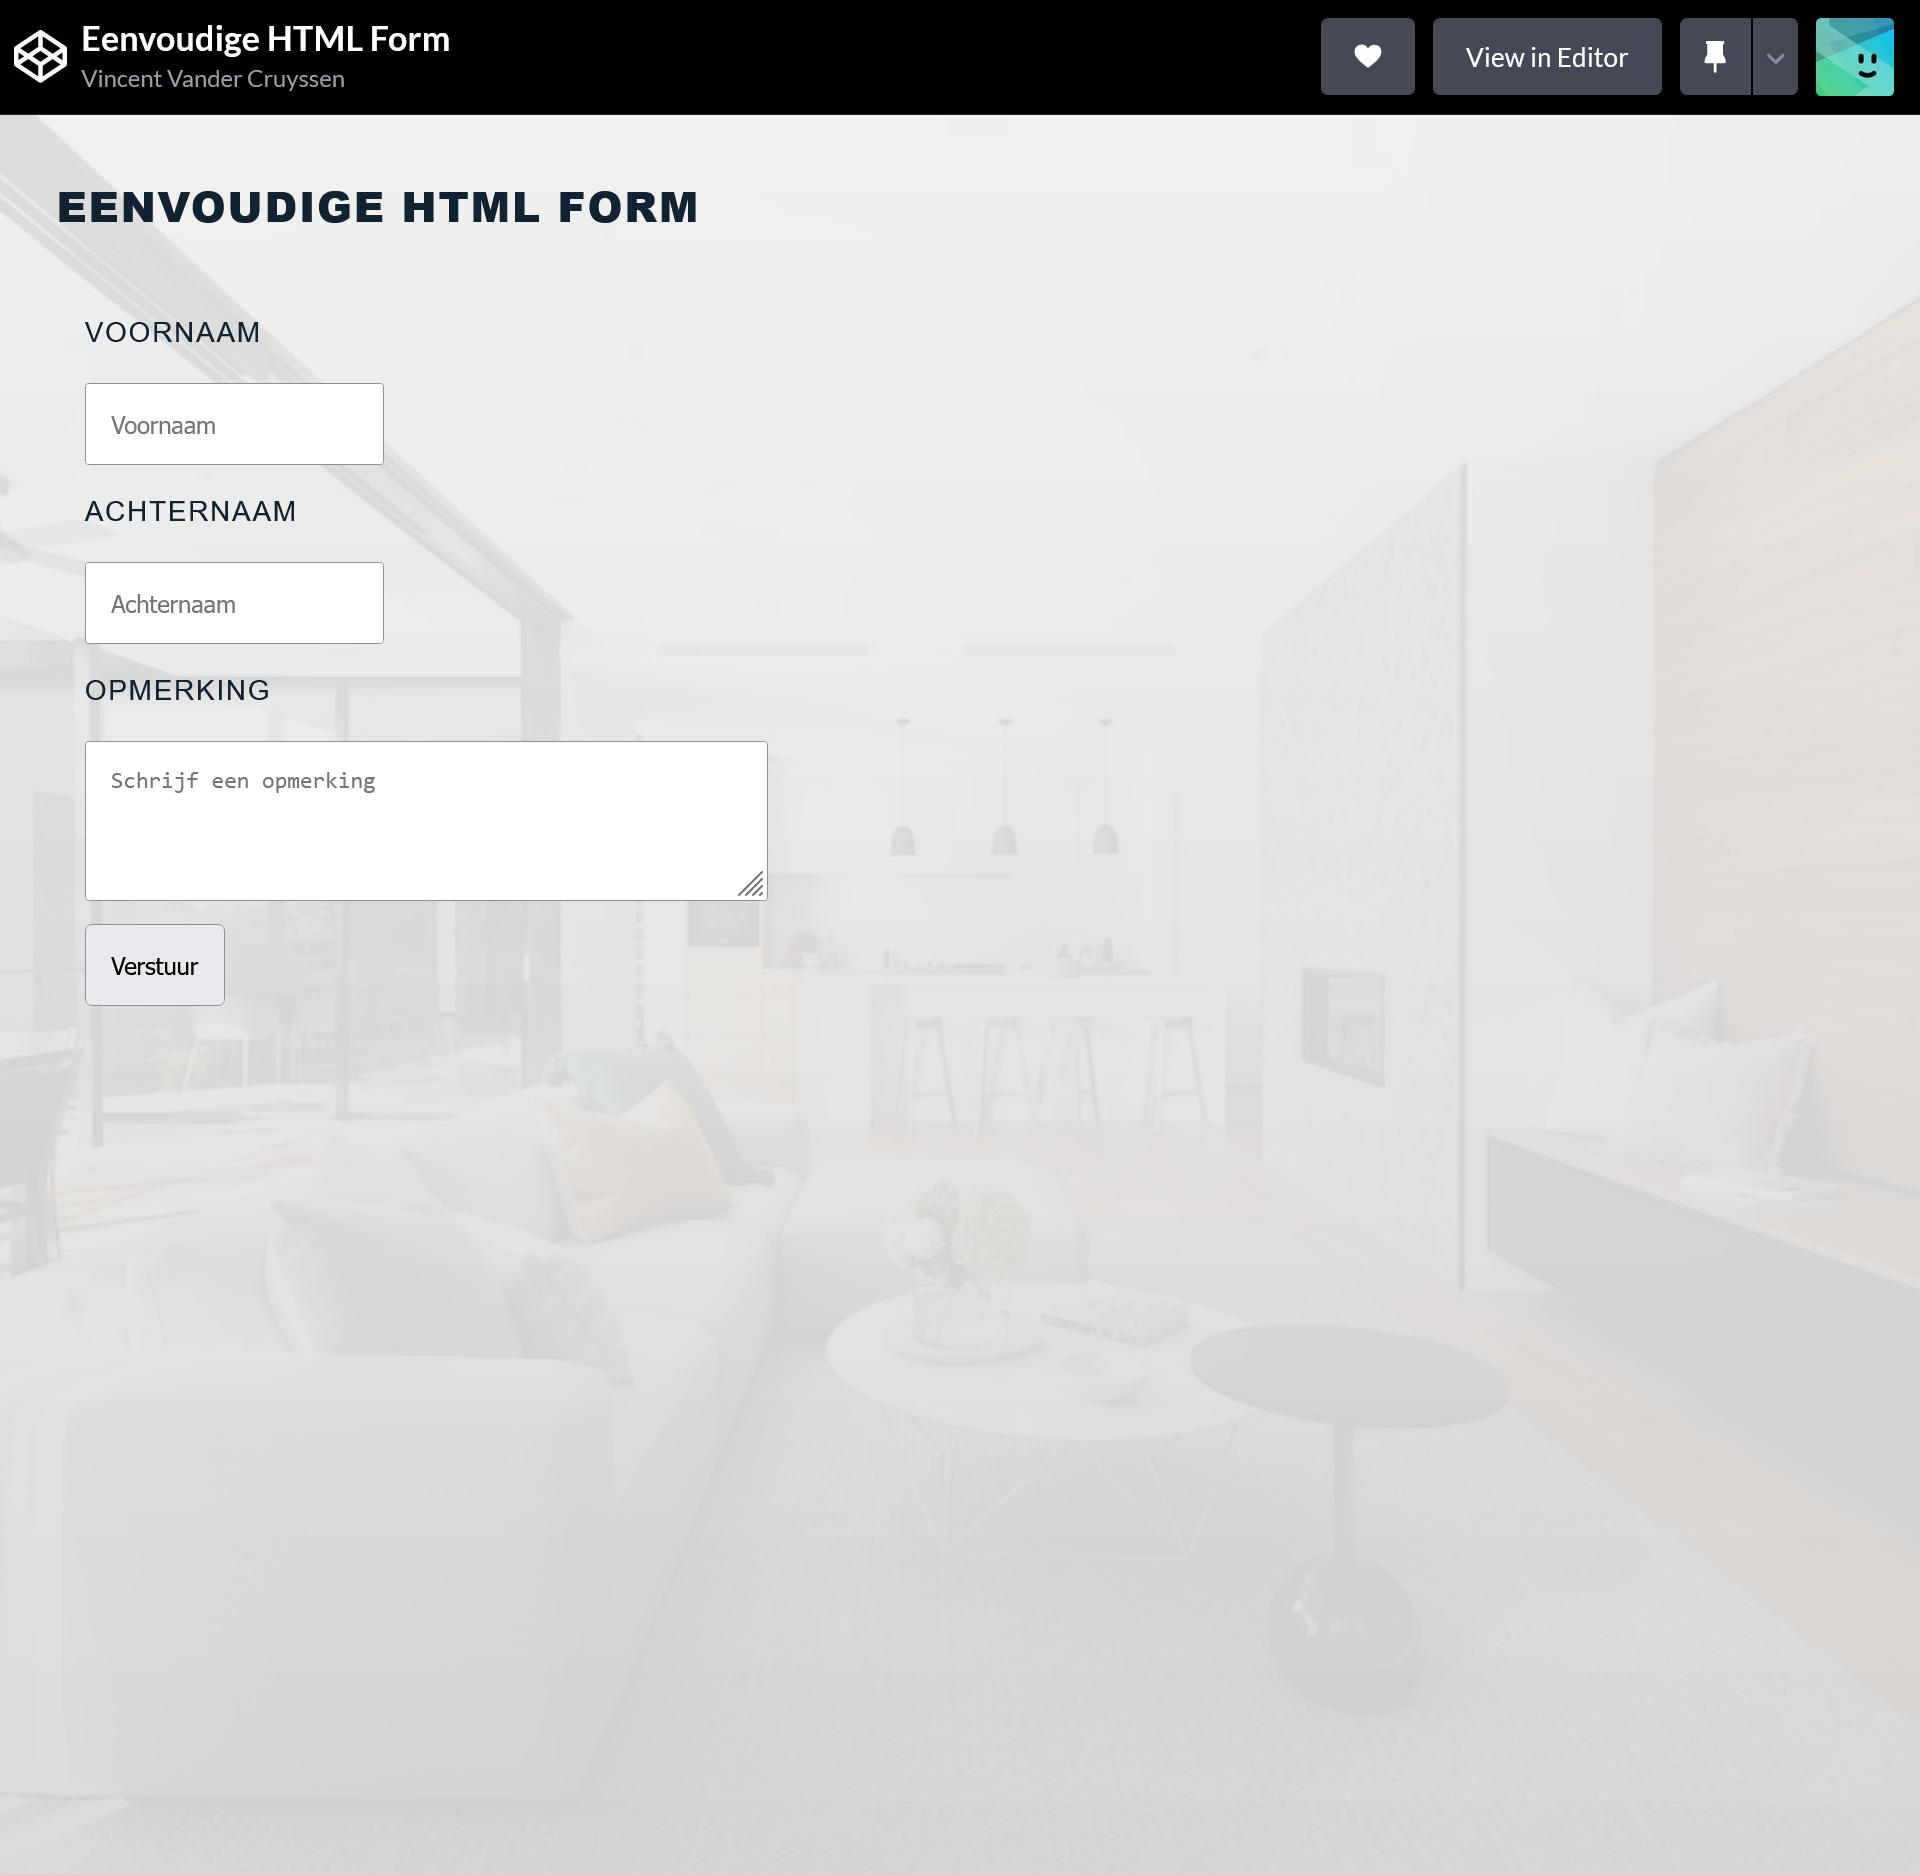 Eenvoudige HTML Form
Vincent Vander Cruyssen
View in Editor
EENVOUDIGE HTML FORM
VOORNAAM
Voornaam
ACHTERNAAM
Achternaam
OPMERKING
Schrijf een opmerking
Verstuur